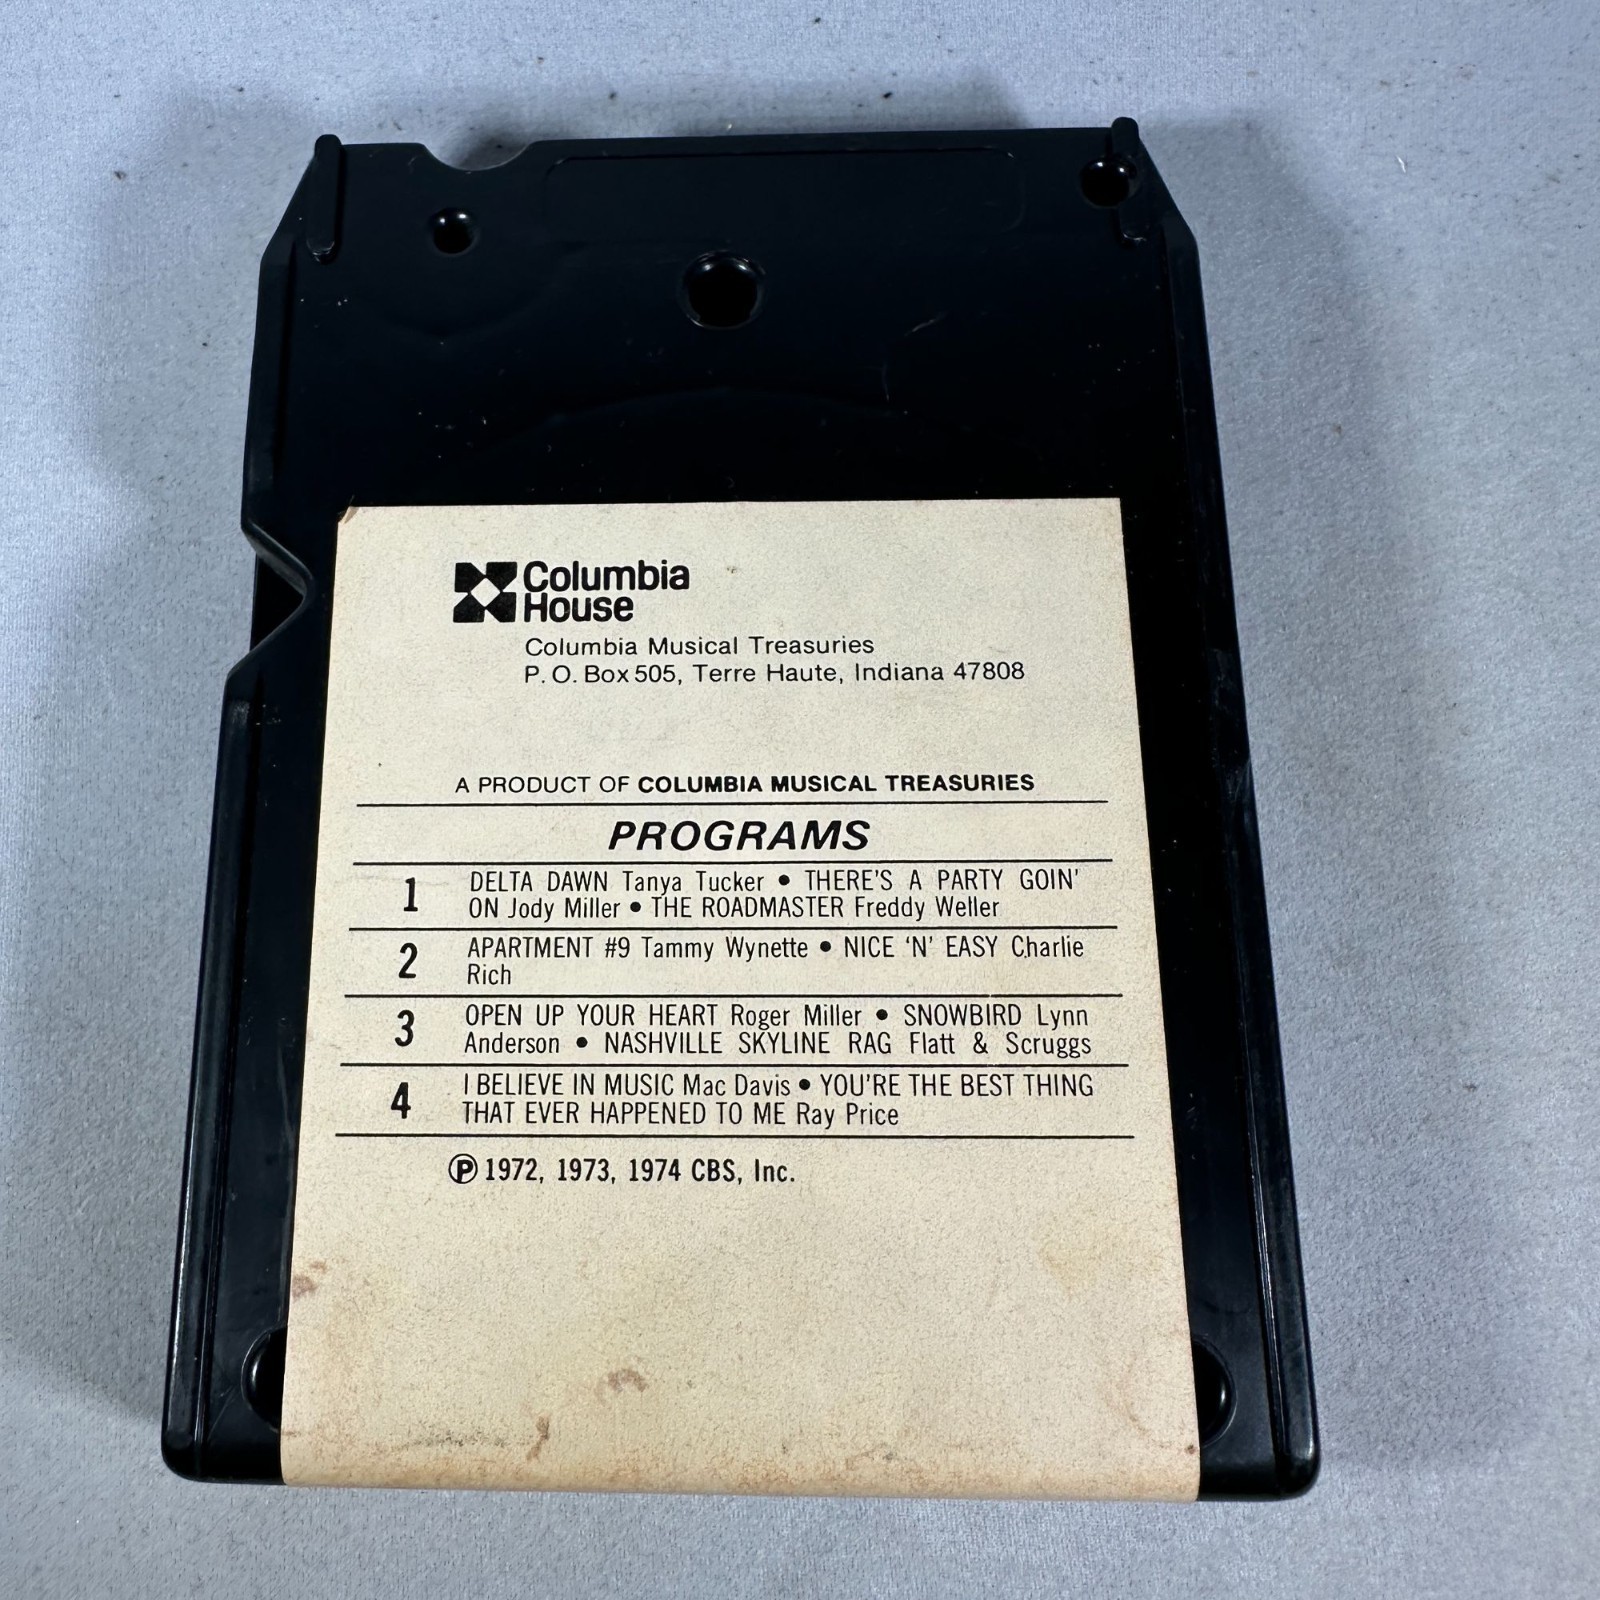 Columbia
House
Columbia Musical Treasuries
P. O. Box 505, Terre Haute, Indiana 47808
A PRODUCT OF COLUMBIA MUSICAL TREASURIES
PROGRAMS
1 DELTA DAWN Tanya Tucker • THERE'S A PARTY GOIN'
ON Jody Miller • THE ROADMASTER Freddy Weller
2 APARTMENT #9 Tammy Wynette • NICE 'N' EASY Charlie
Rich
3 OPEN UP YOUR HEART Roger Miller • SNOWBIRD Lynn
Anderson • NASHVILLE SKYLINE RAG Flatt & Scruggs
4 I BELIEVE IN MUSIC Mac Davis • YOU'RE THE BEST THING
THAT EVER HAPPENED TO ME Ray Price
Ⓟ 1972, 1973, 1974 CBS, Inc.